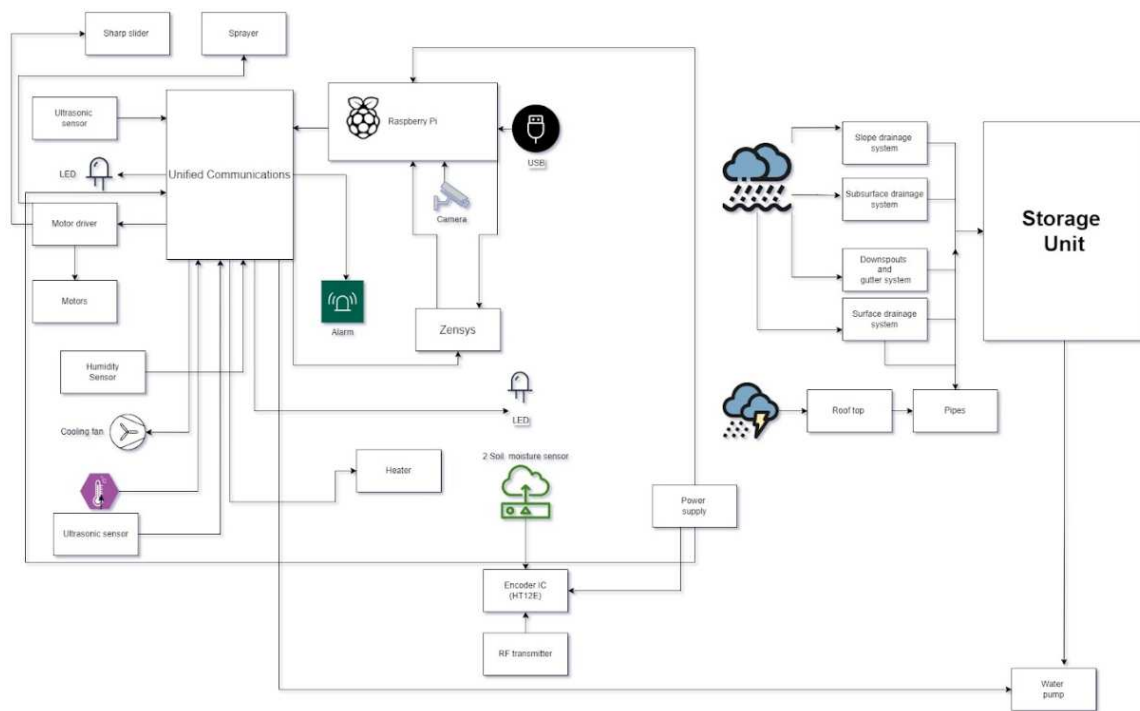 Sharp slider
Sprayer
Ultrasonic
sensor
Raspberry Pi
USB
LED
Unified Communications
Camera
Motor driver
Motors
Alarm
Zensys
Humidity
Sensor
LED
Cooling fan
Heater
2 Soil moisture sensor
°C
Ultrasonic sensor
Power
supply
Encoder IC
(HT12E)
RF transmitter
Slope drainage
system
Subsurface drainage
system
Downspouts
and
gutter system
Surface drainage
system
Storage
Unit
Roof top
Pipes
Water
pump